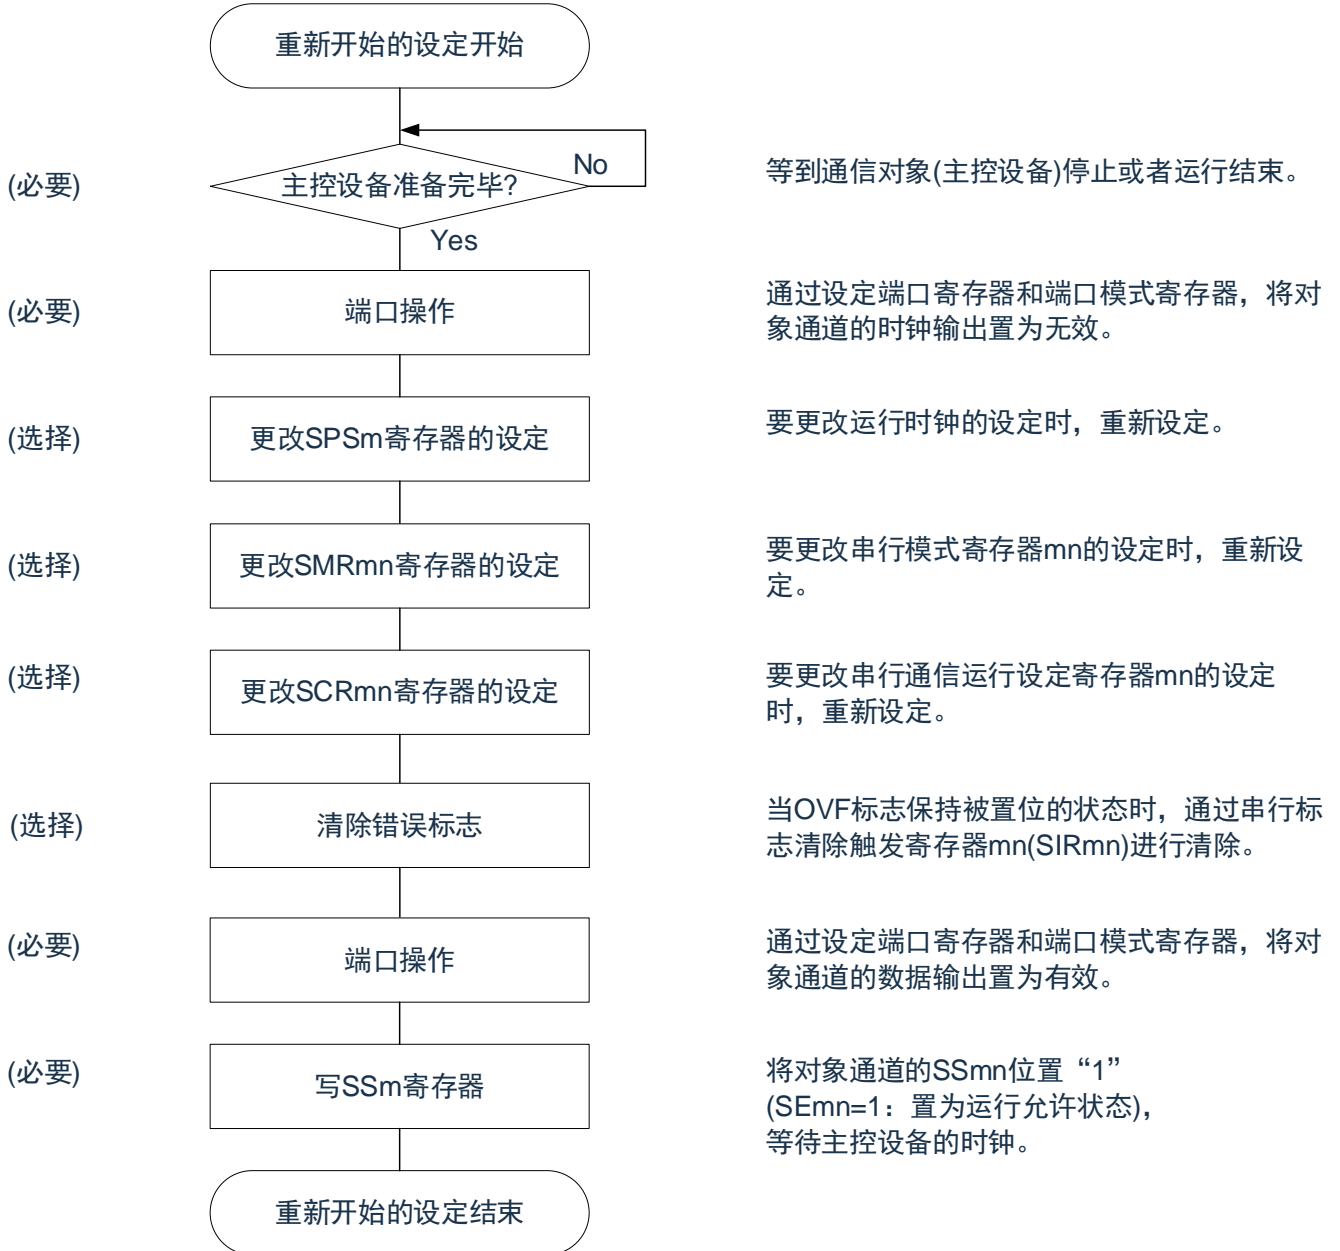 重新开始的设定开始
No
(必要)
主控设备准备完毕?
等到通信对象(主控设备)停止或者运行结束。
Yes
(必要)
端口操作
通过设定端口寄存器和端口模式寄存器，将对
象通道的时钟输出置为无效。
(选择)
更改SPSm寄存器的设定
要更改运行时钟的设定时，重新设定。
(选择)
更改SMRmn寄存器的设定
要更改串行模式寄存器mn的设定时，重新设
定。
(选择)
更改SCRmn寄存器的设定
要更改串行通信运行设定寄存器mn的设定
时，重新设定。
(选择)
清除错误标志
当OVF标志保持被置位的状态时，通过串行标
志清除触发寄存器mn(SIRmn)进行清除。
(必要)
端口操作
通过设定端口寄存器和端口模式寄存器，将对
象通道的数据输出置为有效。
(必要)
写SSm寄存器
将对象通道的SSmn位置“1”
(SEmn=1：置为运行允许状态)，
等待主控设备的时钟。
重新开始的设定结束